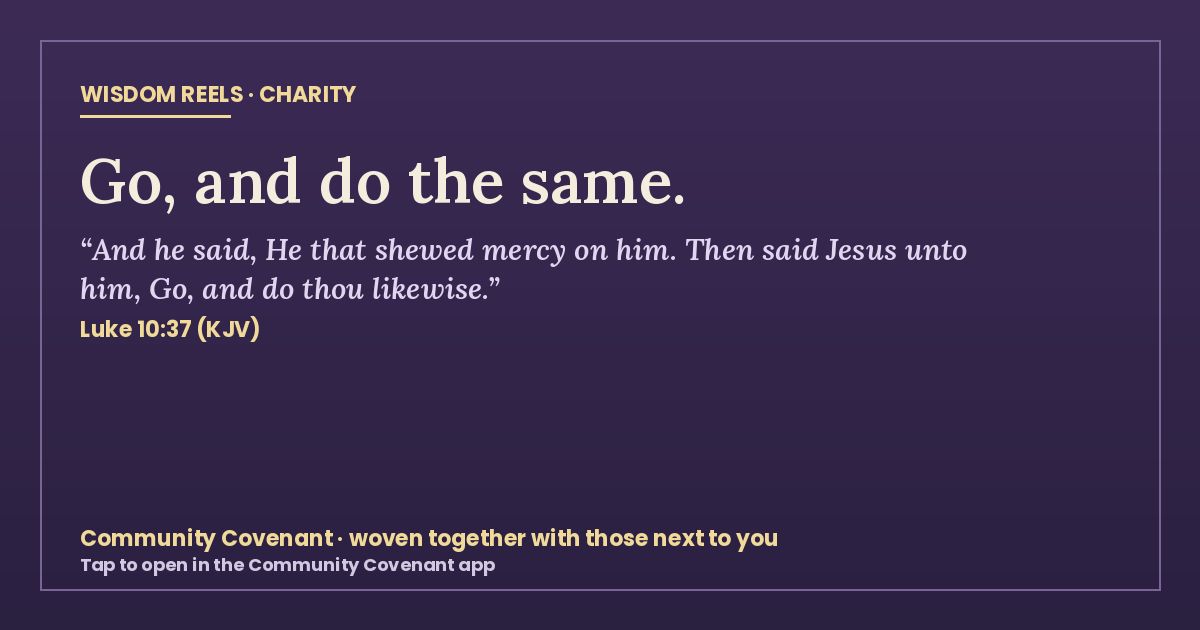 WISDOM REELS · CHARITY
Go, and do the same.
“And he said, He that shewed mercy on him. Then said Jesus unto
him, Go, and do thou likewise.”
Luke 10:37 (KJV)
Community Covenant · woven together with those next to you
Tap to open in the Community Covenant app